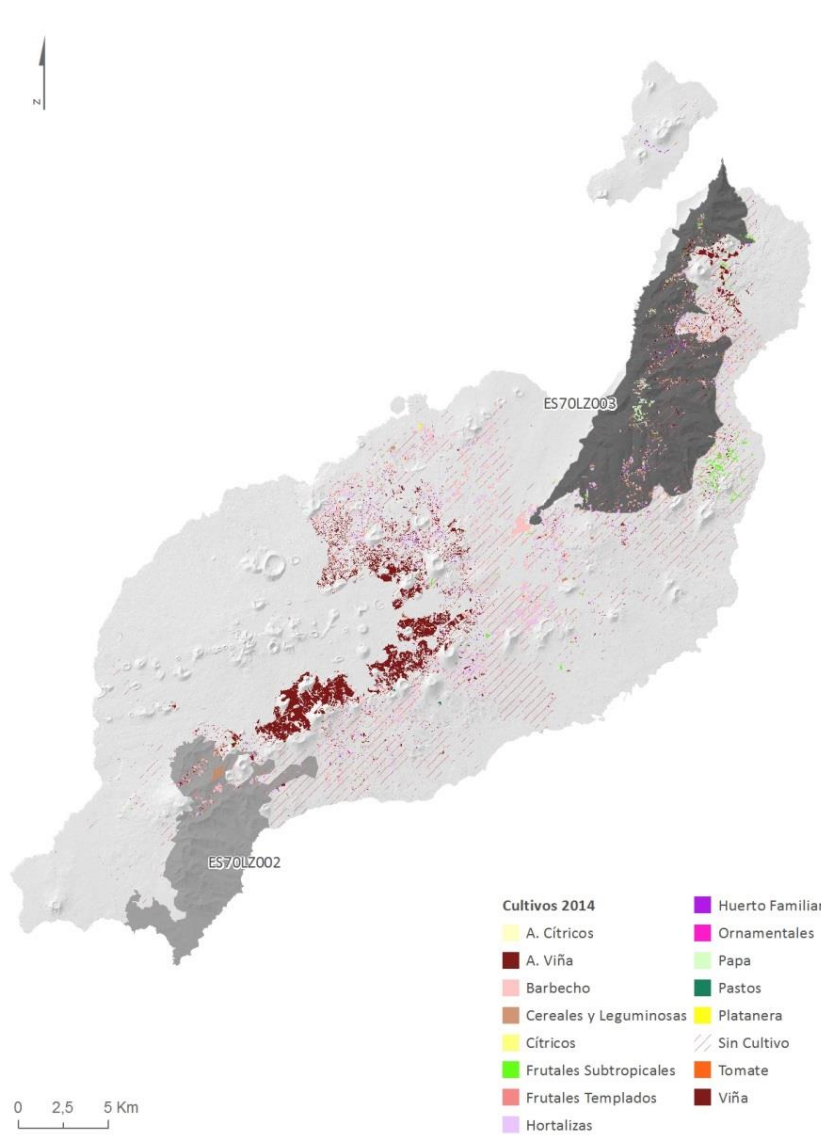 N
ES70LZ003
ES70LZ002
Cultivos 2014
A. Cítricos
A. Viña
Barbecho
Cereales y Leguminosas
Cítricos
Frutales Subtropicales
Frutales Templados
Hortalizas
Huerto Familiar
Ornamentales
Papa
Pastos
Platanera
Sin Cultivo
Tomate
Viña
0 2,5 5 Km